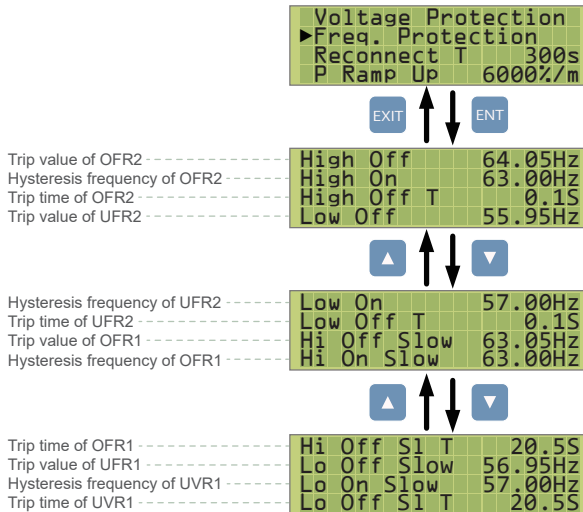 Voltage Protection
▶Freq. Protection
Reconnect T 300s
P Ramp Up 6000%/m
EXIT ENT
Trip value of OFR2 High Off 64.05Hz
Hysteresis frequency of OFR2 High On 63.00Hz
Trip time of OFR2 High Off T 0.1S
Trip value of UFR2 Low Off 55.95Hz
▲ ▼
Hysteresis frequency of UFR2 Low On 57.00Hz
Trip time of UFR2 Low Off T 0.1S
Trip value of OFR1 Hi Off Slow 63.05Hz
Hysteresis frequency of OFR1 Hi On Slow 63.00Hz
▲ ▼
Trip time of OFR1 Hi Off Sl T 20.5S
Trip value of UFR1 Lo Off Slow 56.95Hz
Hysteresis frequency of UVR1 Lo On Slow 57.00Hz
Trip time of UVR1 Lo Off Sl T 20.5S